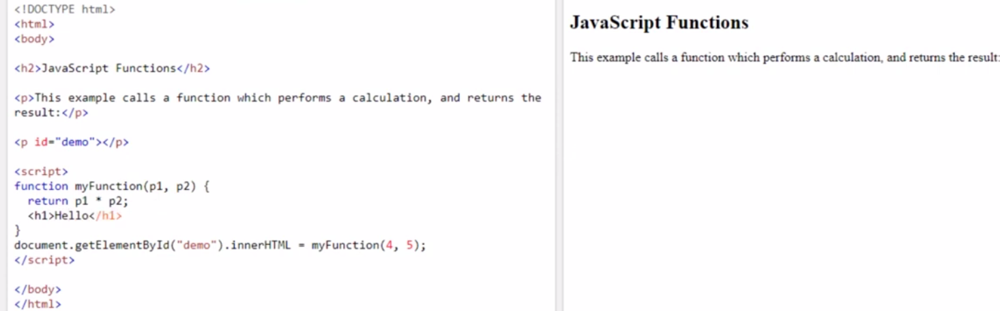 <!DOCTYPE html>
<html>
<body>
<h2>JavaScript Functions</h2>
<p>This example calls a function which performs a calculation, and returns the
result:</p>
<p id="demo"></p>
<script>
function myFunction(p1, p2) {
  return p1 * p2;
  <h1>Hello</h1>
}
document.getElementById("demo").innerHTML = myFunction(4, 5);
</script>
</body>
</html>
JavaScript Functions
This example calls a function which performs a calculation, and returns the result: